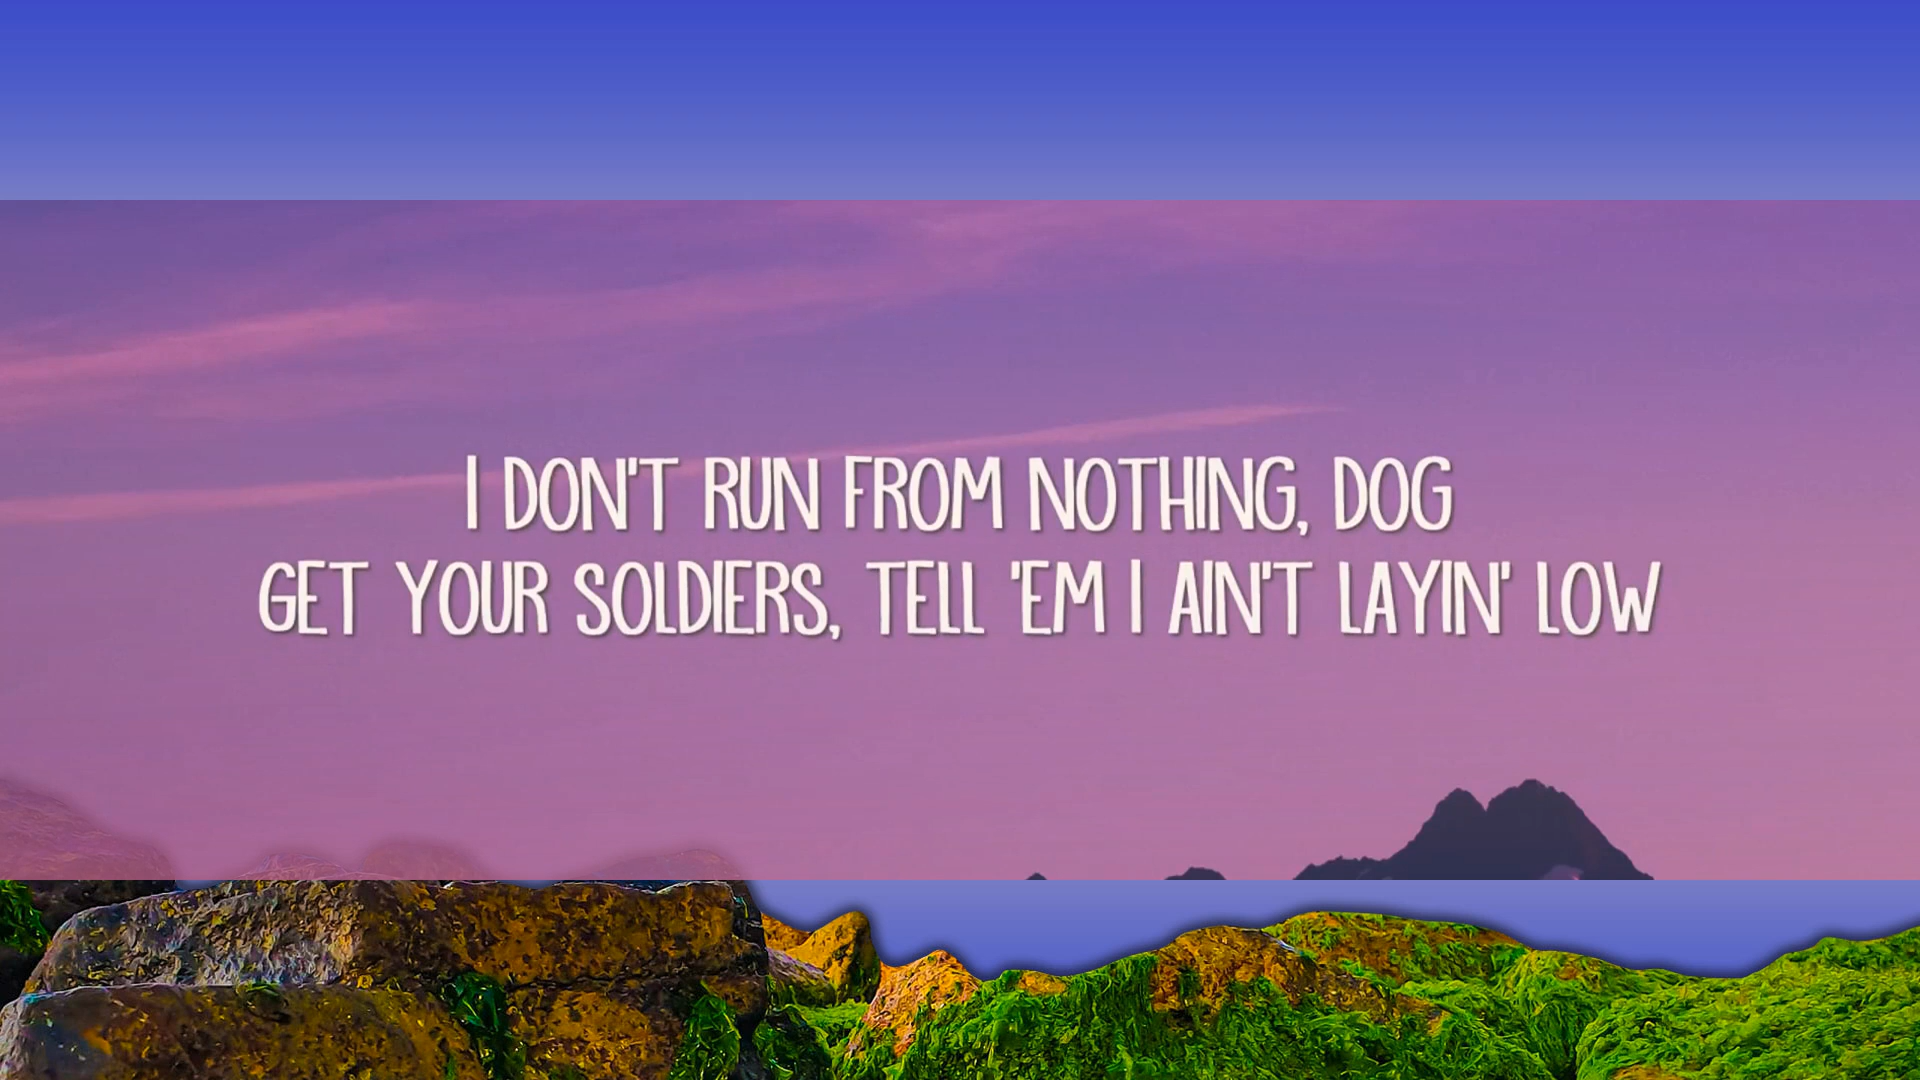 I DON'T RUN FROM NOTHING, DOG
GET YOUR SOLDIERS, TELL 'EM I AIN'T LAYIN' LOW